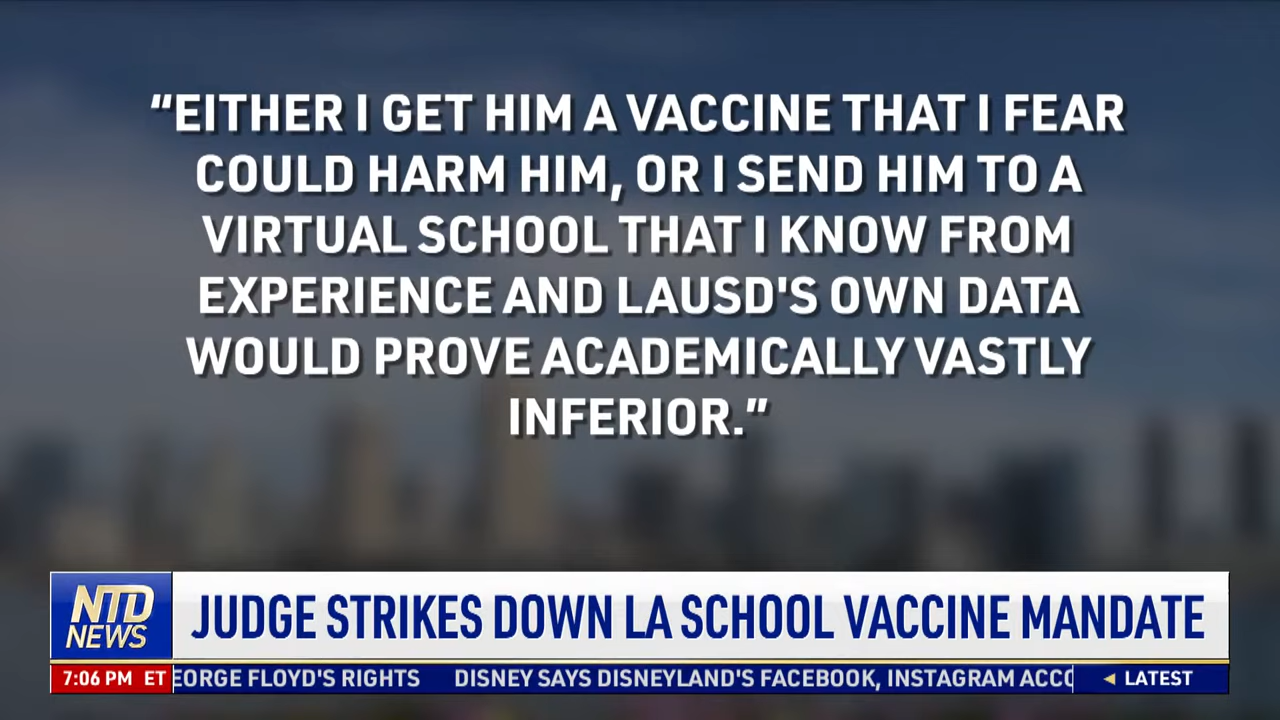 “EITHER I GET HIM A VACCINE THAT I FEAR
COULD HARM HIM, OR I SEND HIM TO A
VIRTUAL SCHOOL THAT I KNOW FROM
EXPERIENCE AND LAUSD'S OWN DATA
WOULD PROVE ACADEMICALLY VASTLY
INFERIOR.”
NTD
NEWS
JUDGE STRIKES DOWN LA SCHOOL VACCINE MANDATE
7:06 PM ET
EORGE FLOYD'S RIGHTS DISNEY SAYS DISNEYLAND'S FACEBOOK, INSTAGRAM ACCO
◄ LATEST